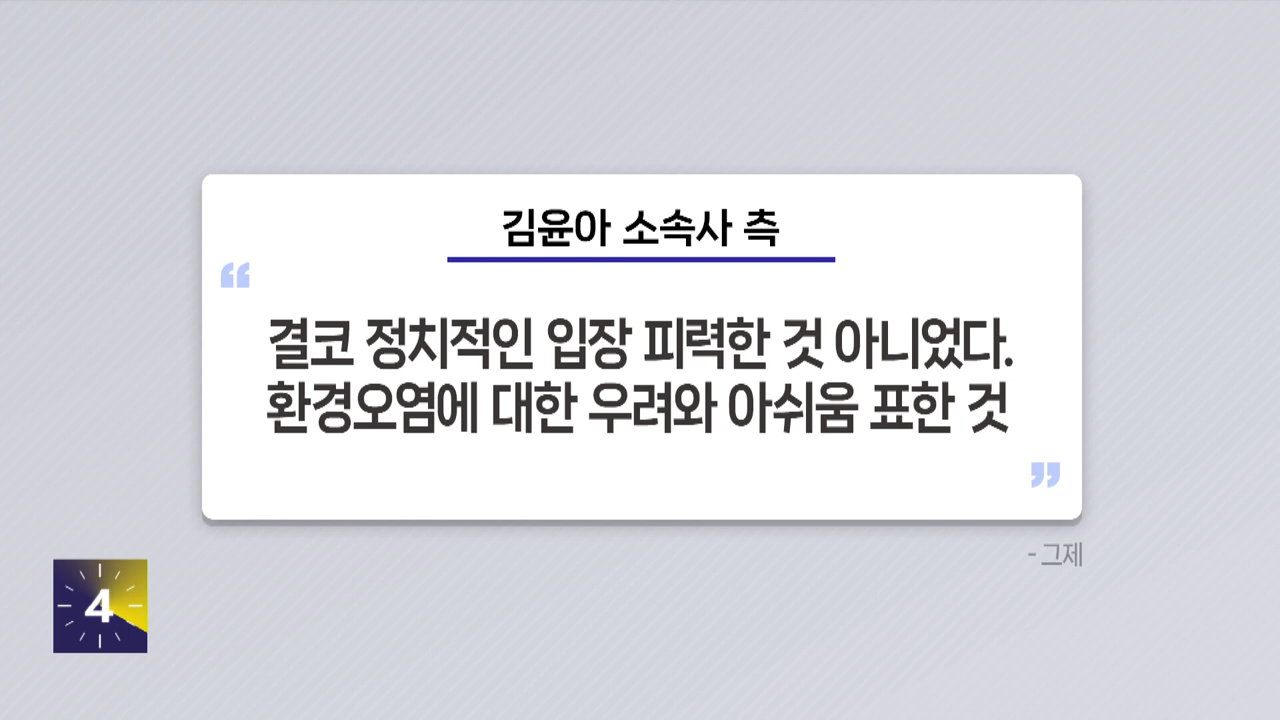 김윤아 소속사 측
“
결코 정치적인 입장 피력한 것 아니었다.
환경오염에 대한 우려와 아쉬움 표한 것
”
- 그제
4